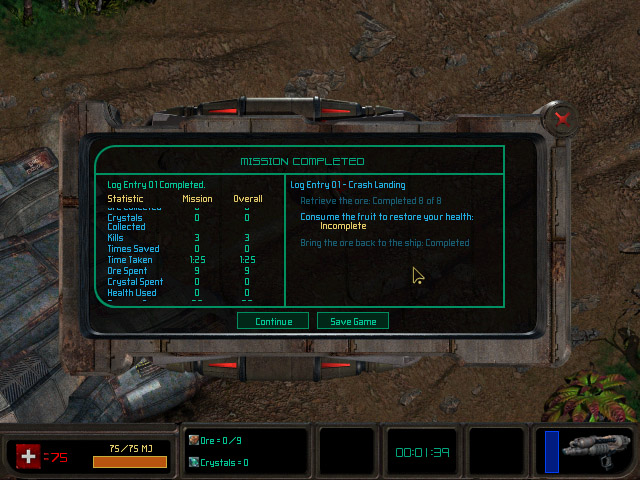 MISSION COMPLETED
Log Entry 01 Completed.
Statistic Mission Overall
Ore Collected
Crystals Collected 0 0
Kills 3 3
Times Saved 0 0
Time Taken 1:25 1:25
Ore Spent 9 9
Crystal Spent 0 0
Health Used 0 0
Log Entry 01 - Crash Landing
Retrieve the ore: Completed 8 of 8
Consume the fruit to restore your health:
Incomplete
Bring the ore back to the ship: Completed
Continue Save Game
=75
75/75 MJ
Ore = 0/9
Crystals = 0
00:01:39